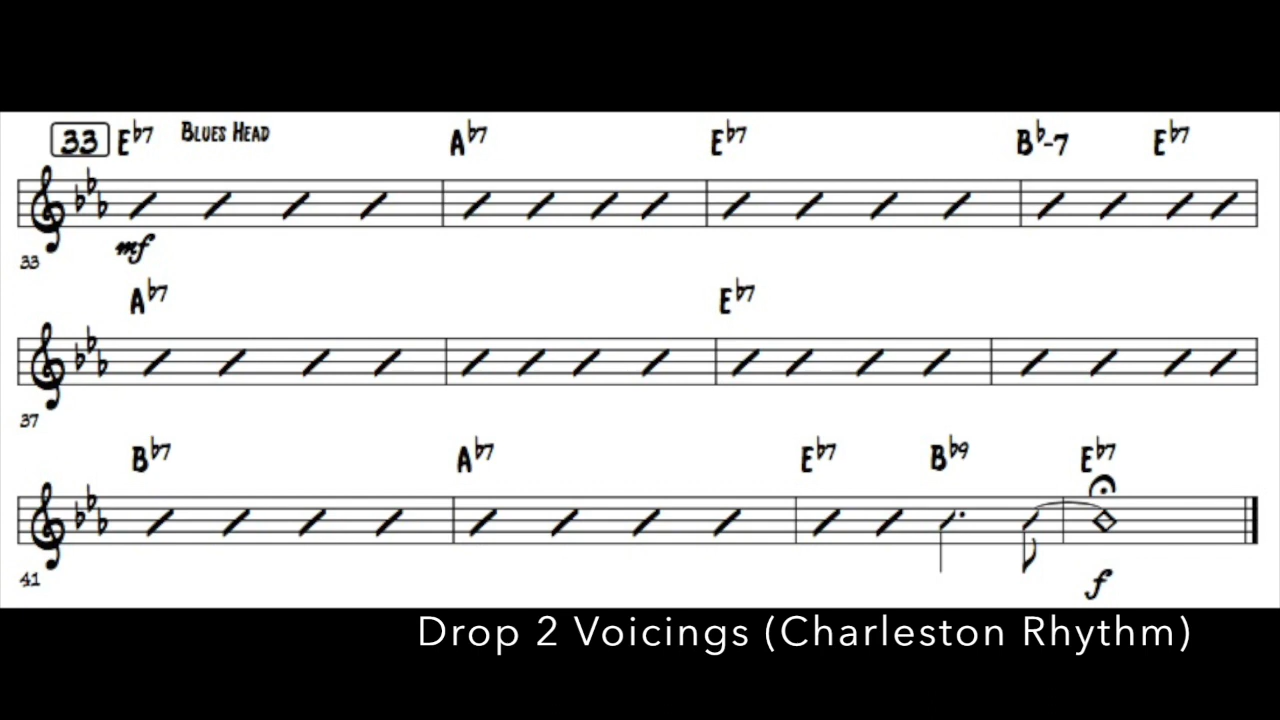 33 E♭7 BLUES HEAD A♭7 E♭7 B♭-7 E♭7
mf
33
A♭7 E♭7
37
B♭7 A♭7 E♭7 B♭9 E♭7
41 f
Drop 2 Voicings (Charleston Rhythm)